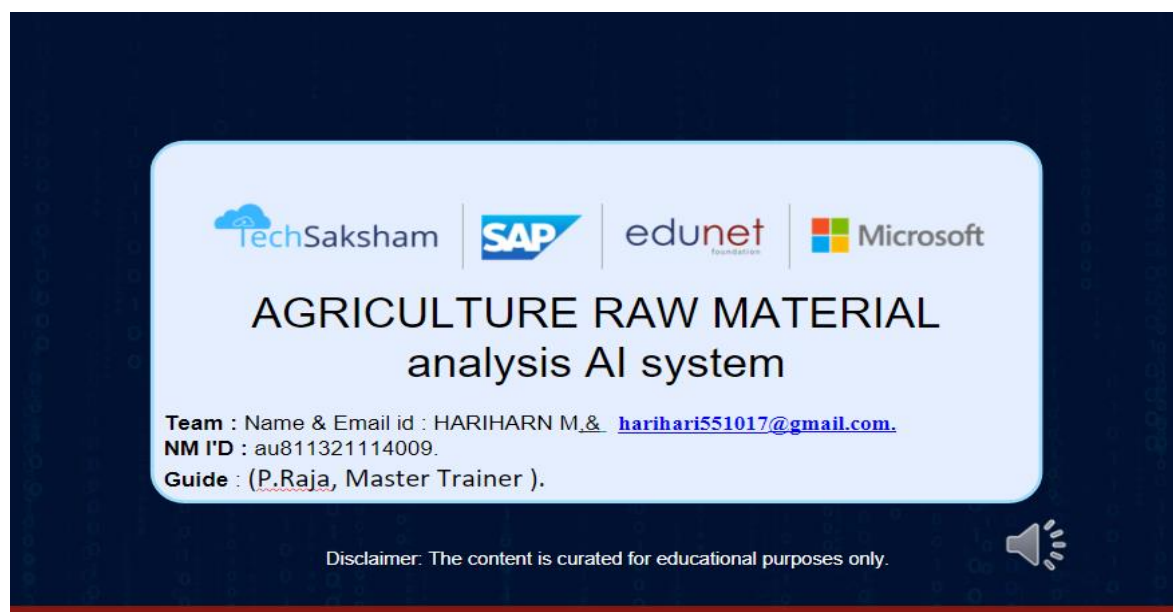 TechSaksham SAP edunet foundation Microsoft
AGRICULTURE RAW MATERIAL
analysis AI system
Team : Name & Email id : HARIHARN M,& harihari551017@gmail.com.
NM I'D : au811321114009.
Guide : (P.Raja, Master Trainer ).
Disclaimer: The content is curated for educational purposes only.